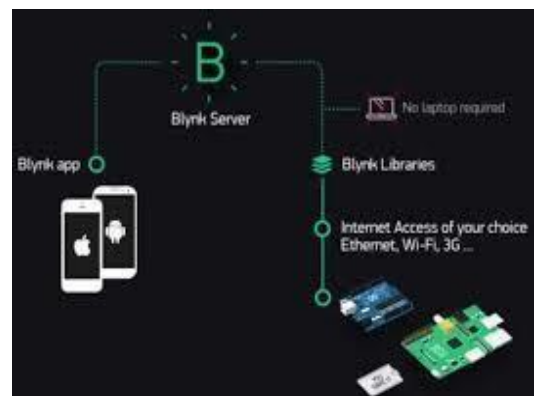 B
Blynk Server
No laptop required
Blynk app
Blynk Libraries
Internet Access of your choice
Ethernet, Wi-Fi, 3G ...